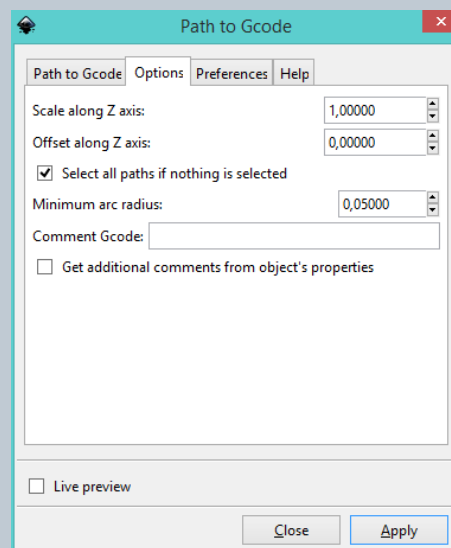 Path to Gcode
Path to Gcode Options Preferences Help
Scale along Z axis: 1,00000
Offset along Z axis: 0,00000
Select all paths if nothing is selected
Minimum arc radius: 0,05000
Comment Gcode:
Get additional comments from object's properties
Live preview
Close Apply